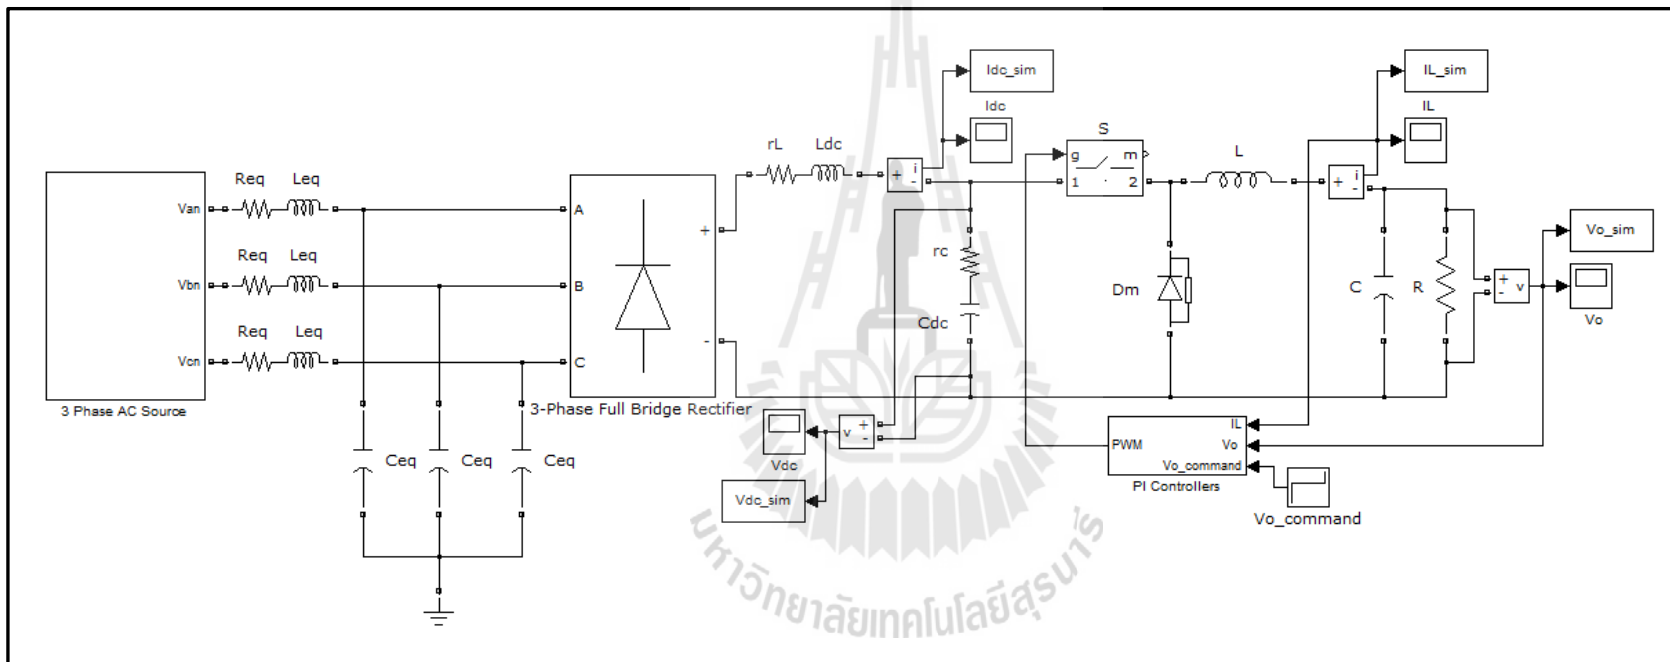 Idc_sim
Idc
IL_sim
IL
S
g
m
1
2
rL
Ldc
+
i
-
L
+
i
-
Req
Leq
Van
A
Vo_sim
+
rc
Req
Leq
Vbn
B
Dm
C
R
+
-
v
Vo
Cdc
Req
Leq
Vcn
C
-
3 Phase AC Source
3-Phase Full Bridge Rectifier
Ceq
Ceq
Ceq
Vdc
v
+
-
Vdc_sim
PWM
IL
Vo
Vo_command
PI Controllers
Vo_command
มหาวิทยาลัยเทคโนโลยีสุรนารี